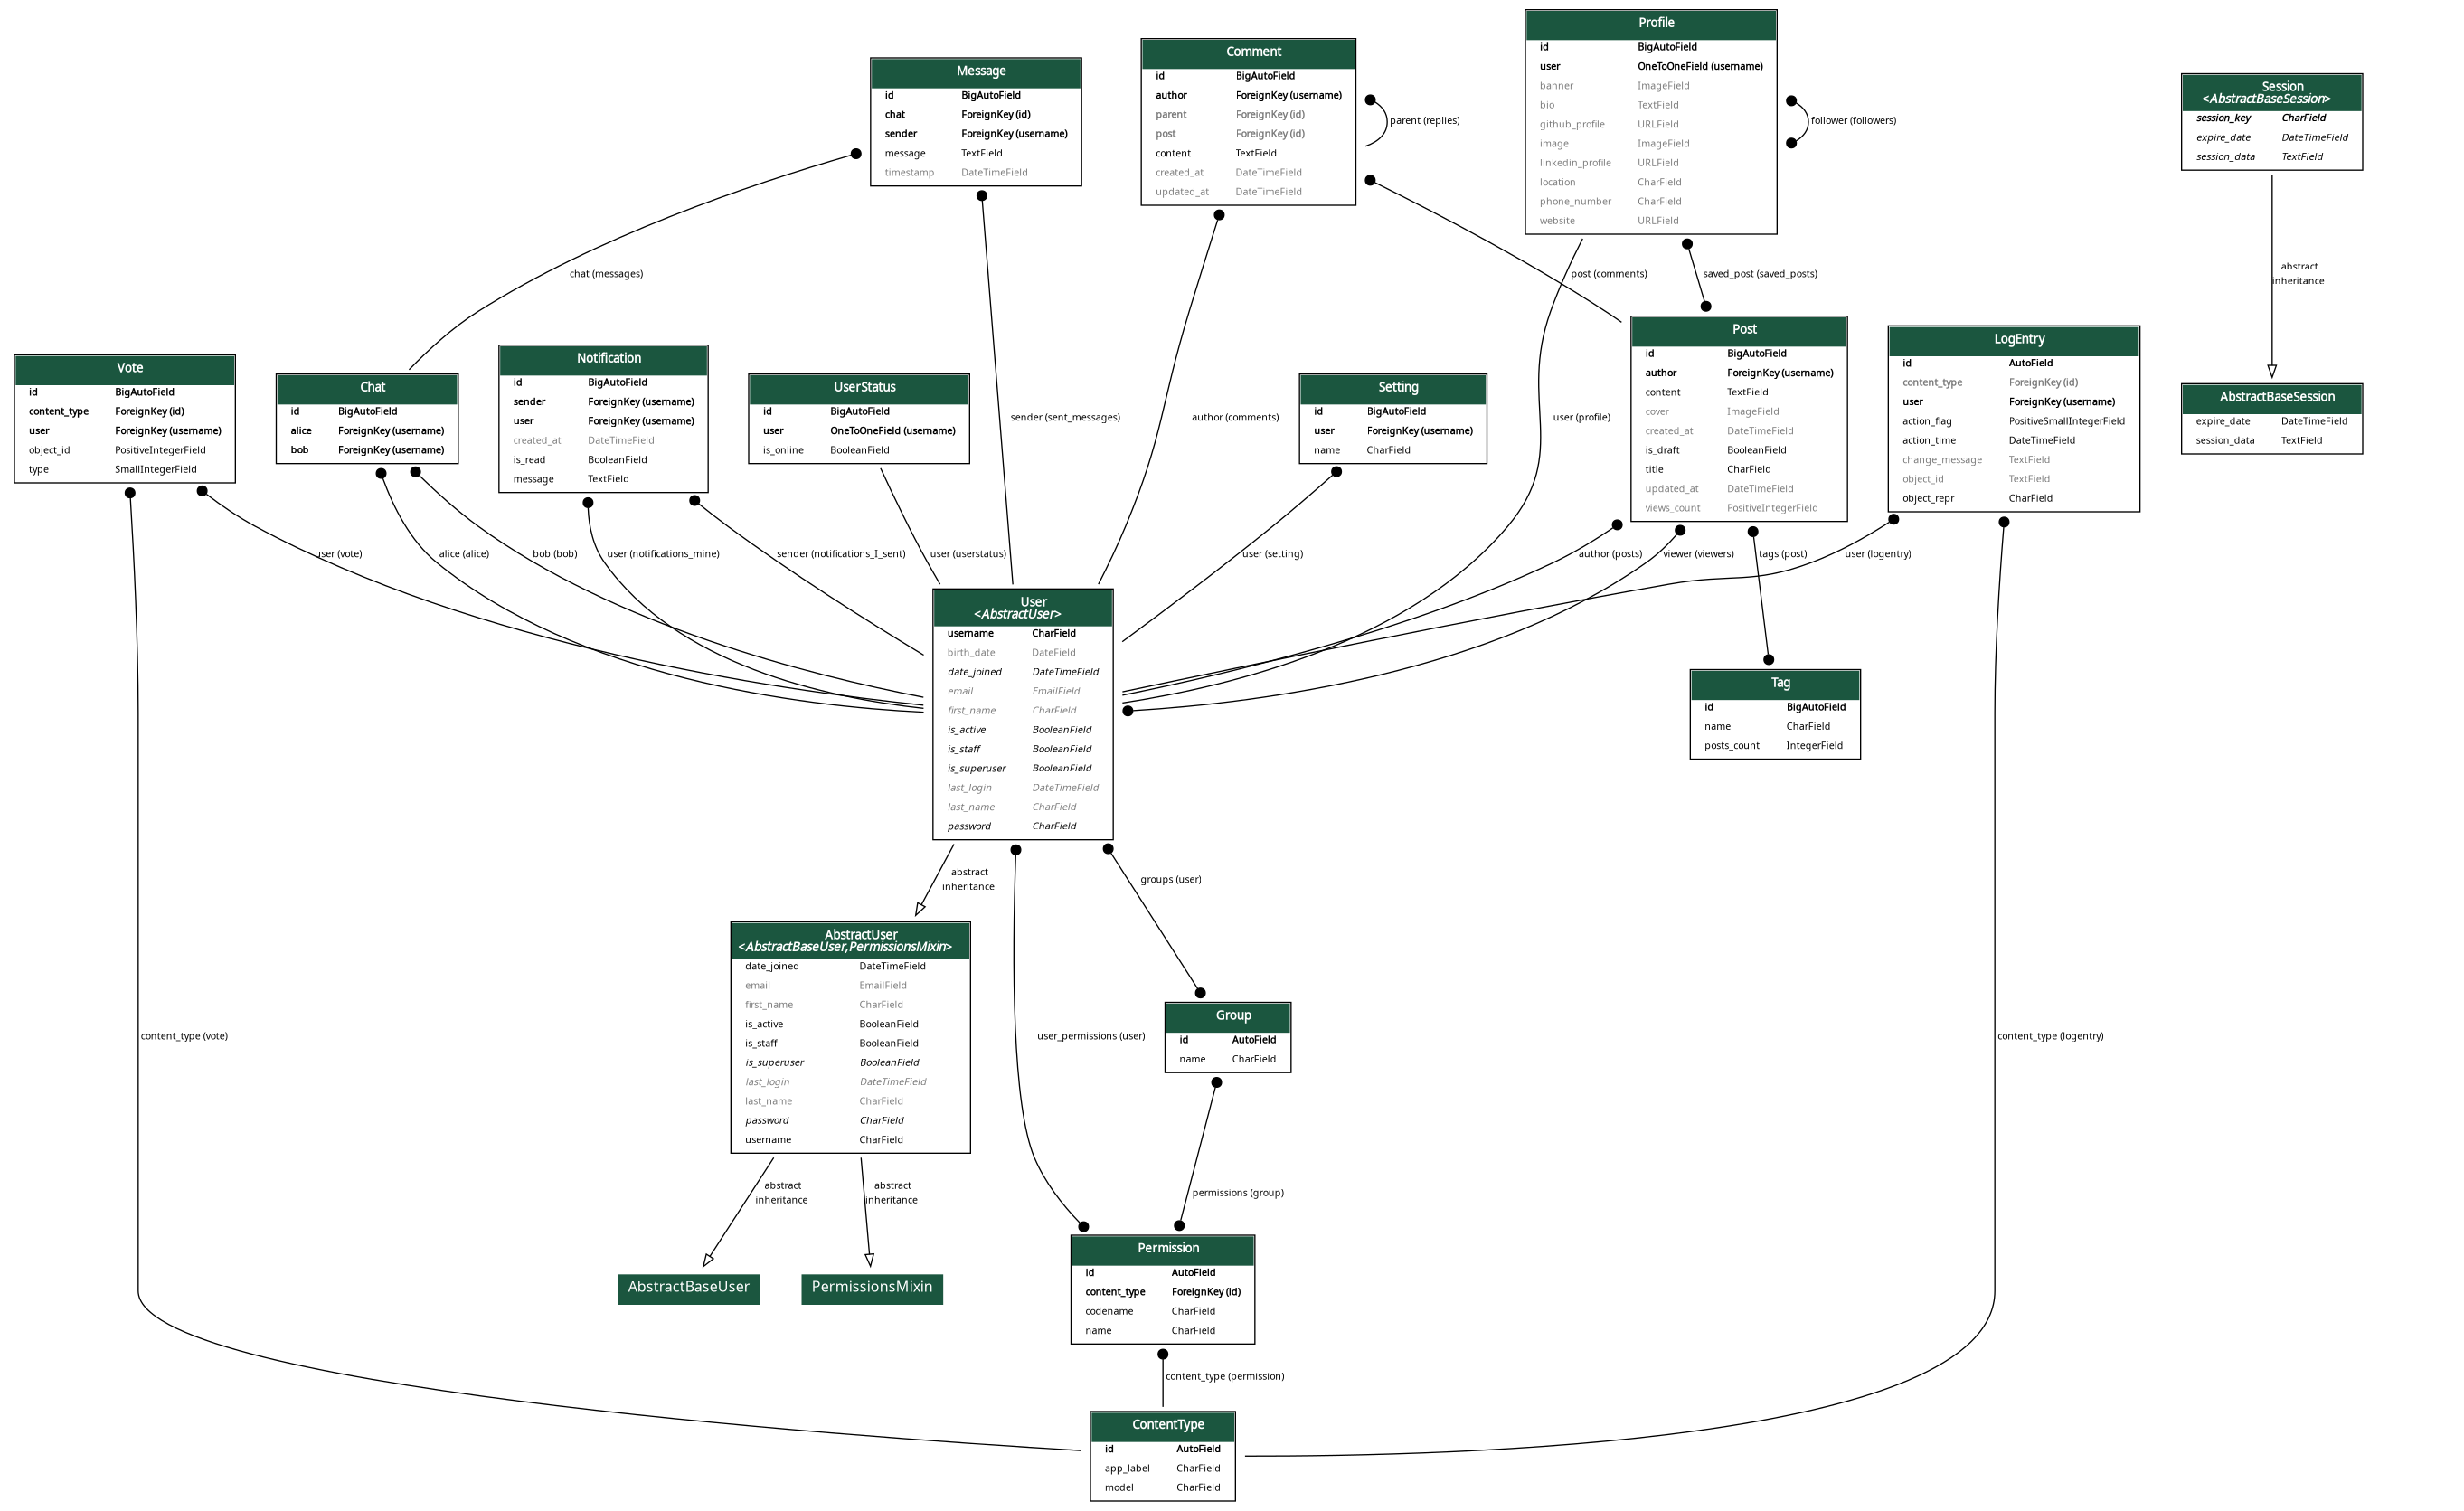 Profile
id BigAutoField
user OneToOneField (username)
banner ImageField
bio TextField
github_profile URLField
image ImageField
linkedin_profile URLField
location CharField
phone_number CharField
website URLField
follower (followers)
Comment
id BigAutoField
author ForeignKey (username)
parent ForeignKey (id)
post ForeignKey (id)
content TextField
created_at DateTimeField
updated_at DateTimeField
parent (replies)
Message
id BigAutoField
chat ForeignKey (id)
sender ForeignKey (username)
message TextField
timestamp DateTimeField
Session
<AbstractBaseSession>
session_key CharField
expire_date DateTimeField
session_data TextField
chat (messages)
post (comments)
saved_post (saved_posts)
abstract
inheritance
Vote
id BigAutoField
content_type ForeignKey (id)
user ForeignKey (username)
object_id PositiveIntegerField
type SmallIntegerField
Chat
id BigAutoField
alice ForeignKey (username)
bob ForeignKey (username)
Notification
id BigAutoField
sender ForeignKey (username)
user ForeignKey (username)
created_at DateTimeField
is_read BooleanField
message TextField
UserStatus
id BigAutoField
user OneToOneField (username)
is_online BooleanField
sender (sent_messages)
author (comments)
Setting
id BigAutoField
user ForeignKey (username)
name CharField
user (profile)
Post
id BigAutoField
author ForeignKey (username)
content TextField
cover ImageField
created_at DateTimeField
is_draft BooleanField
title CharField
updated_at DateTimeField
views_count PositiveIntegerField
LogEntry
id AutoField
content_type ForeignKey (id)
user ForeignKey (username)
action_flag PositiveSmallIntegerField
action_time DateTimeField
change_message TextField
object_id TextField
object_repr CharField
AbstractBaseSession
expire_date DateTimeField
session_data TextField
user (vote)
alice (alice)
bob (bob)
user (notifications_mine)
sender (notifications_I_sent)
user (userstatus)
user (setting)
author (posts)
viewer (viewers)
tags (post)
user (logentry)
User
<AbstractUser>
username CharField
birth_date DateField
date_joined DateTimeField
email EmailField
first_name CharField
is_active BooleanField
is_staff BooleanField
is_superuser BooleanField
last_login DateTimeField
last_name CharField
password CharField
Tag
id BigAutoField
name CharField
posts_count IntegerField
abstract
inheritance
groups (user)
AbstractUser
<AbstractBaseUser,PermissionsMixin>
date_joined DateTimeField
email EmailField
first_name CharField
is_active BooleanField
is_staff BooleanField
is_superuser BooleanField
last_login DateTimeField
last_name CharField
password CharField
username CharField
content_type (vote)
user_permissions (user)
Group
id AutoField
name CharField
content_type (logentry)
abstract
inheritance
abstract
inheritance
permissions (group)
AbstractBaseUser
PermissionsMixin
Permission
id AutoField
content_type ForeignKey (id)
codename CharField
name CharField
content_type (permission)
ContentType
id AutoField
app_label CharField
model CharField